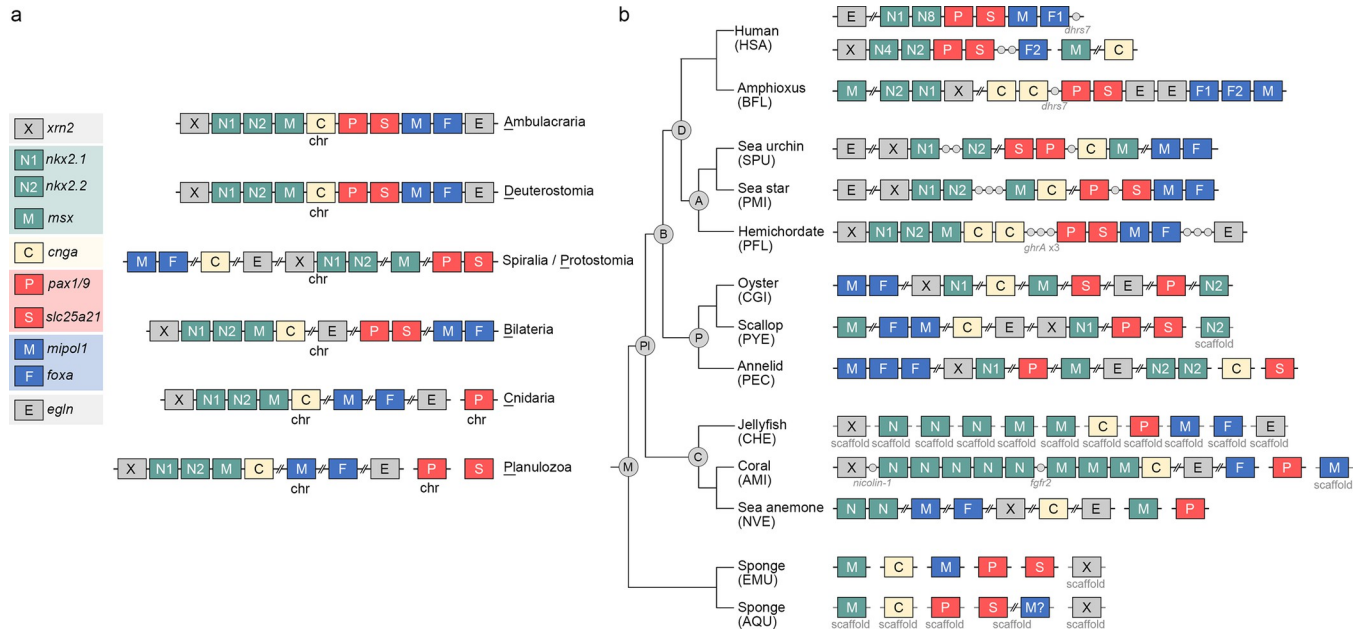 a
X xrn2
N1 nkx2.1
N2 nkx2.2
M msx
C cnga
P pax1/9
S slc25a21
M mipol1
F foxa
E egln
X N1 N2 M C P S M F E Ambulacraria
chr
X N1 N2 M C P S M F E Deuterostomia
chr
M F // C // E // X N1 N2 // M // P S Spiralia / Protostomia
chr
X N1 N2 M C // E // P S // M F Bilateria
chr
X N1 N2 M C // M // F // E P Cnidaria
chr chr
X N1 N2 M C // M // F // E P S Planulozoa
chr chr
b
M
Pl
B
D
A
P
C
Human
(HSA)
E // N1 N8 P S M F1
dhrs7
X N4 N2 P S F2 M // C
Amphioxus
(BFL)
M // N2 N1 X // C C P S E E F1 F2 M
dhrs7
Sea urchin
(SPU)
E // X N1 N2 // S P C M // M F
Sea star
(PMI)
E // X N1 N2 M C // P S M F
Hemichordate
(PFL)
X N1 N2 M C C P S M F E
ghrA x3
Oyster
(CGI)
M F // X N1 // C // M // S // E // P // N2
Scallop
(PYE)
M // F M // C // E // X N1 // P // S N2
scaffold
Annelid
(PEC)
M F F // X N1 // P // M // E // N2 N2 C S
Jellyfish
(CHE)
X N N N M M C P M F E
scaffold scaffold scaffold scaffold scaffold scaffold scaffold scaffold scaffold scaffold scaffold
Coral
(AMI)
X N N N N N M M M C // E // F P M
nicolin-1 fgfr2 scaffold
Sea anemone
(NVE)
N N // M // F // X // C // E M P
Sponge
(EMU)
M C M P S X
scaffold
Sponge
(AQU)
M C P S // M? X
scaffold scaffold scaffold scaffold scaffold